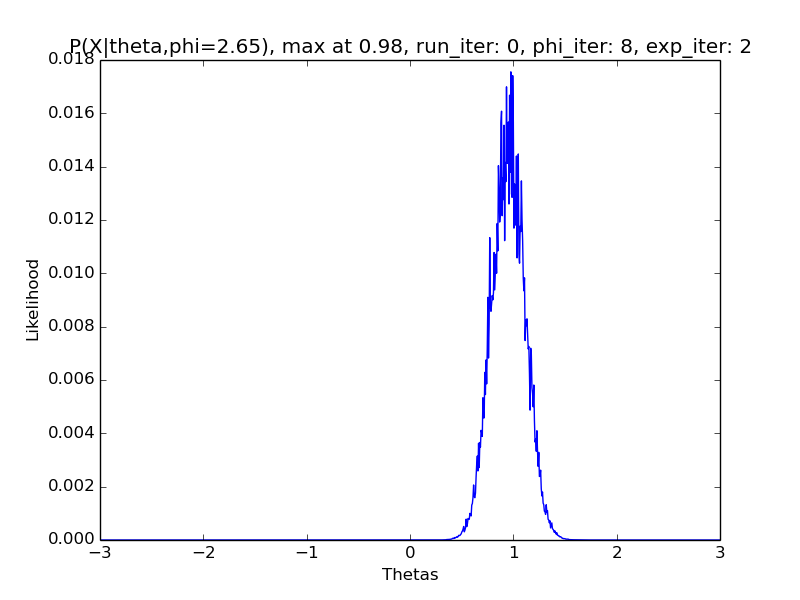 P(X|theta,phi=2.65), max at 0.98, run_iter: 0, phi_iter: 8, exp_iter: 2
0.018
0.016
0.014
0.012
0.010
0.008
0.006
0.004
0.002
0.000
Likelihood
−3 −2 −1 0 1 2 3
Thetas